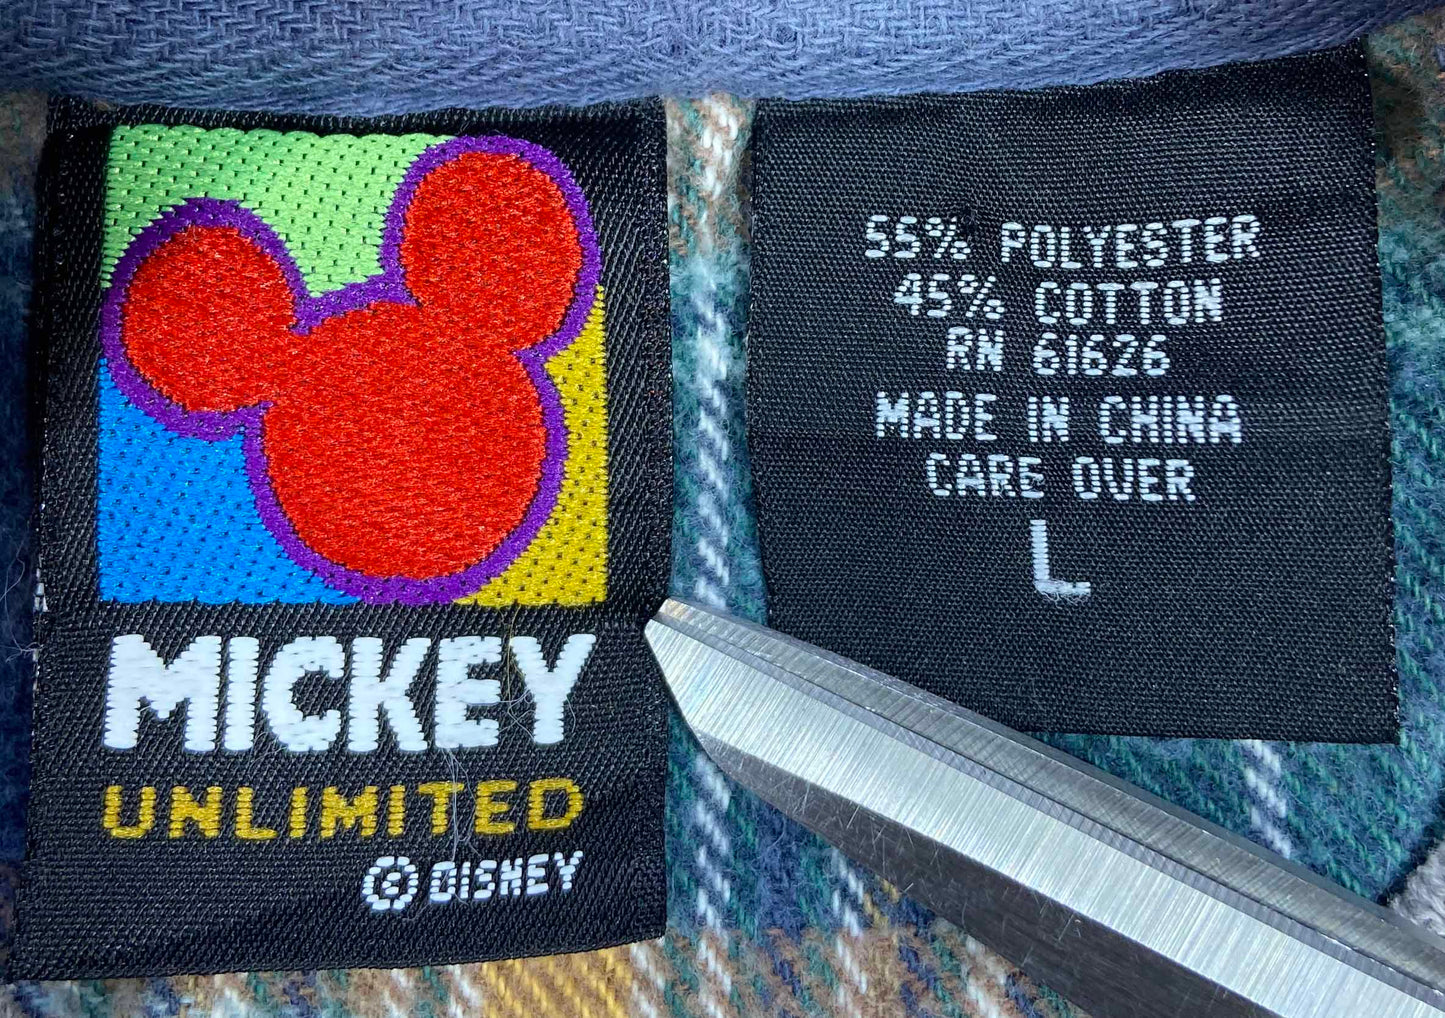 MICKEY
UNLIMITED
© DISNEY
55% POLYESTER
45% COTTON
RN 61626
MADE IN CHINA
CARE OVER
L